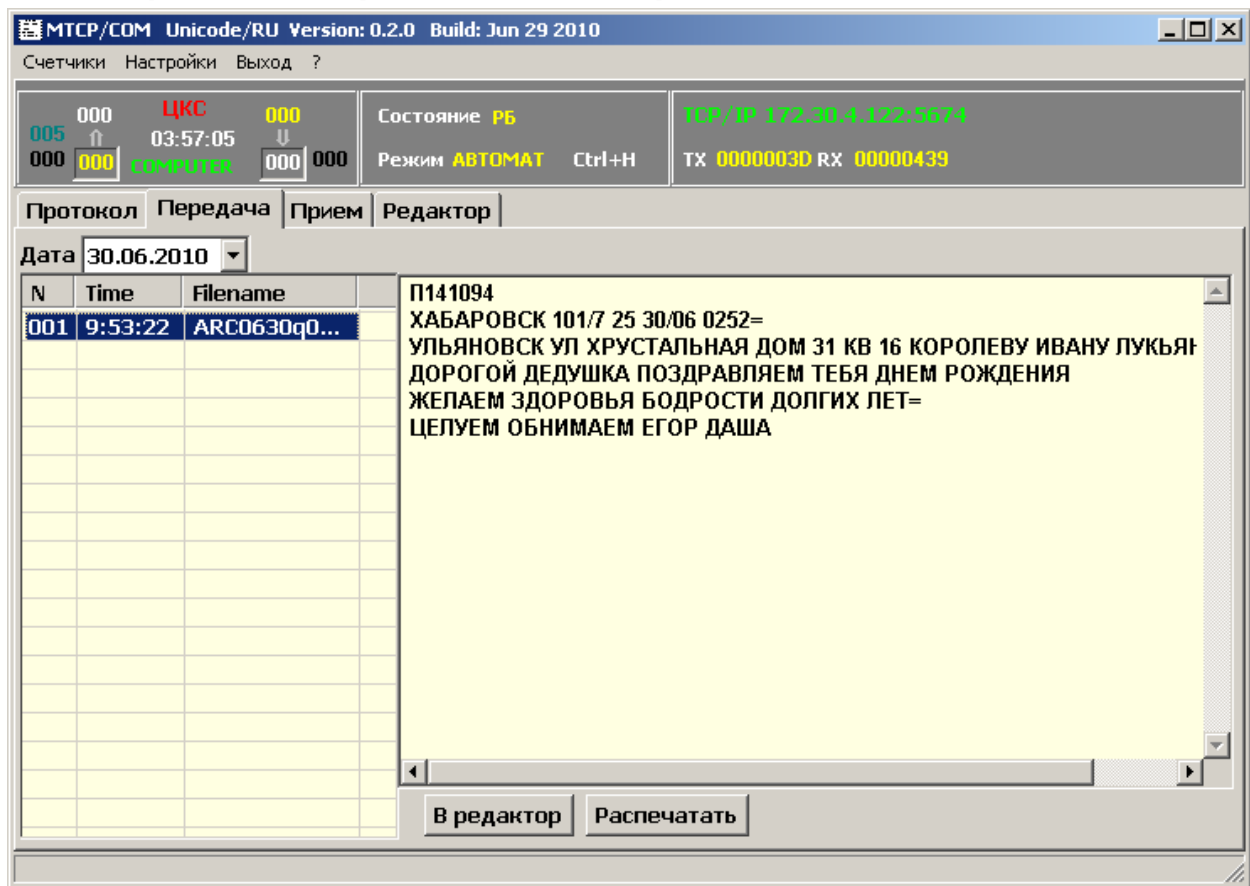 MTCP/COM Unicode/RU Version: 0.2.0 Build: Jun 29 2010
Счетчики Настройки Выход ?
000 ЦКС 000
005 ⇑ 03:57:05 ⇓
000 000 COMPUTER 000 000
Состояние РБ
Режим АВТОМАТ Ctrl+H
TCP/IP 172.30.4.122:5674
TX 0000003D RX 00000439
Протокол Передача Прием Редактор
Дата 30.06.2010
N Time Filename
001 9:53:22 ARC0630q0...
П141094
ХАБАРОВСК 101/7 25 30/06 0252=
УЛЬЯНОВСК УЛ ХРУСТАЛЬНАЯ ДОМ 31 КВ 16 КОРОЛЕВУ ИВАНУ
ДОРОГОЙ ДЕДУШКА ПОЗДРАВЛЯЕМ ТЕБЯ ДНЕМ РОЖДЕНИЯ
ЖЕЛАЕМ ЗДОРОВЬЯ БОДРОСТИ ДОЛГИХ ЛЕТ=
ЦЕЛУЕМ ОБНИМАЕМ ЕГОР ДАША
В редактор Распечатать